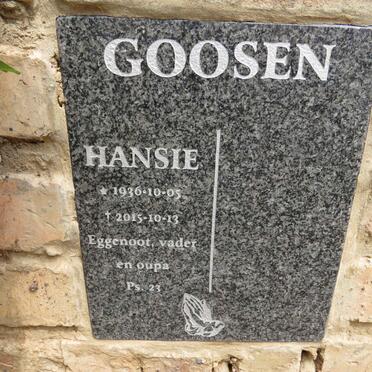 GOOSEN
HANSIE
* 1936-10-05
† 2015-10-13
Eggenoot, vader
en oupa
Ps. 23